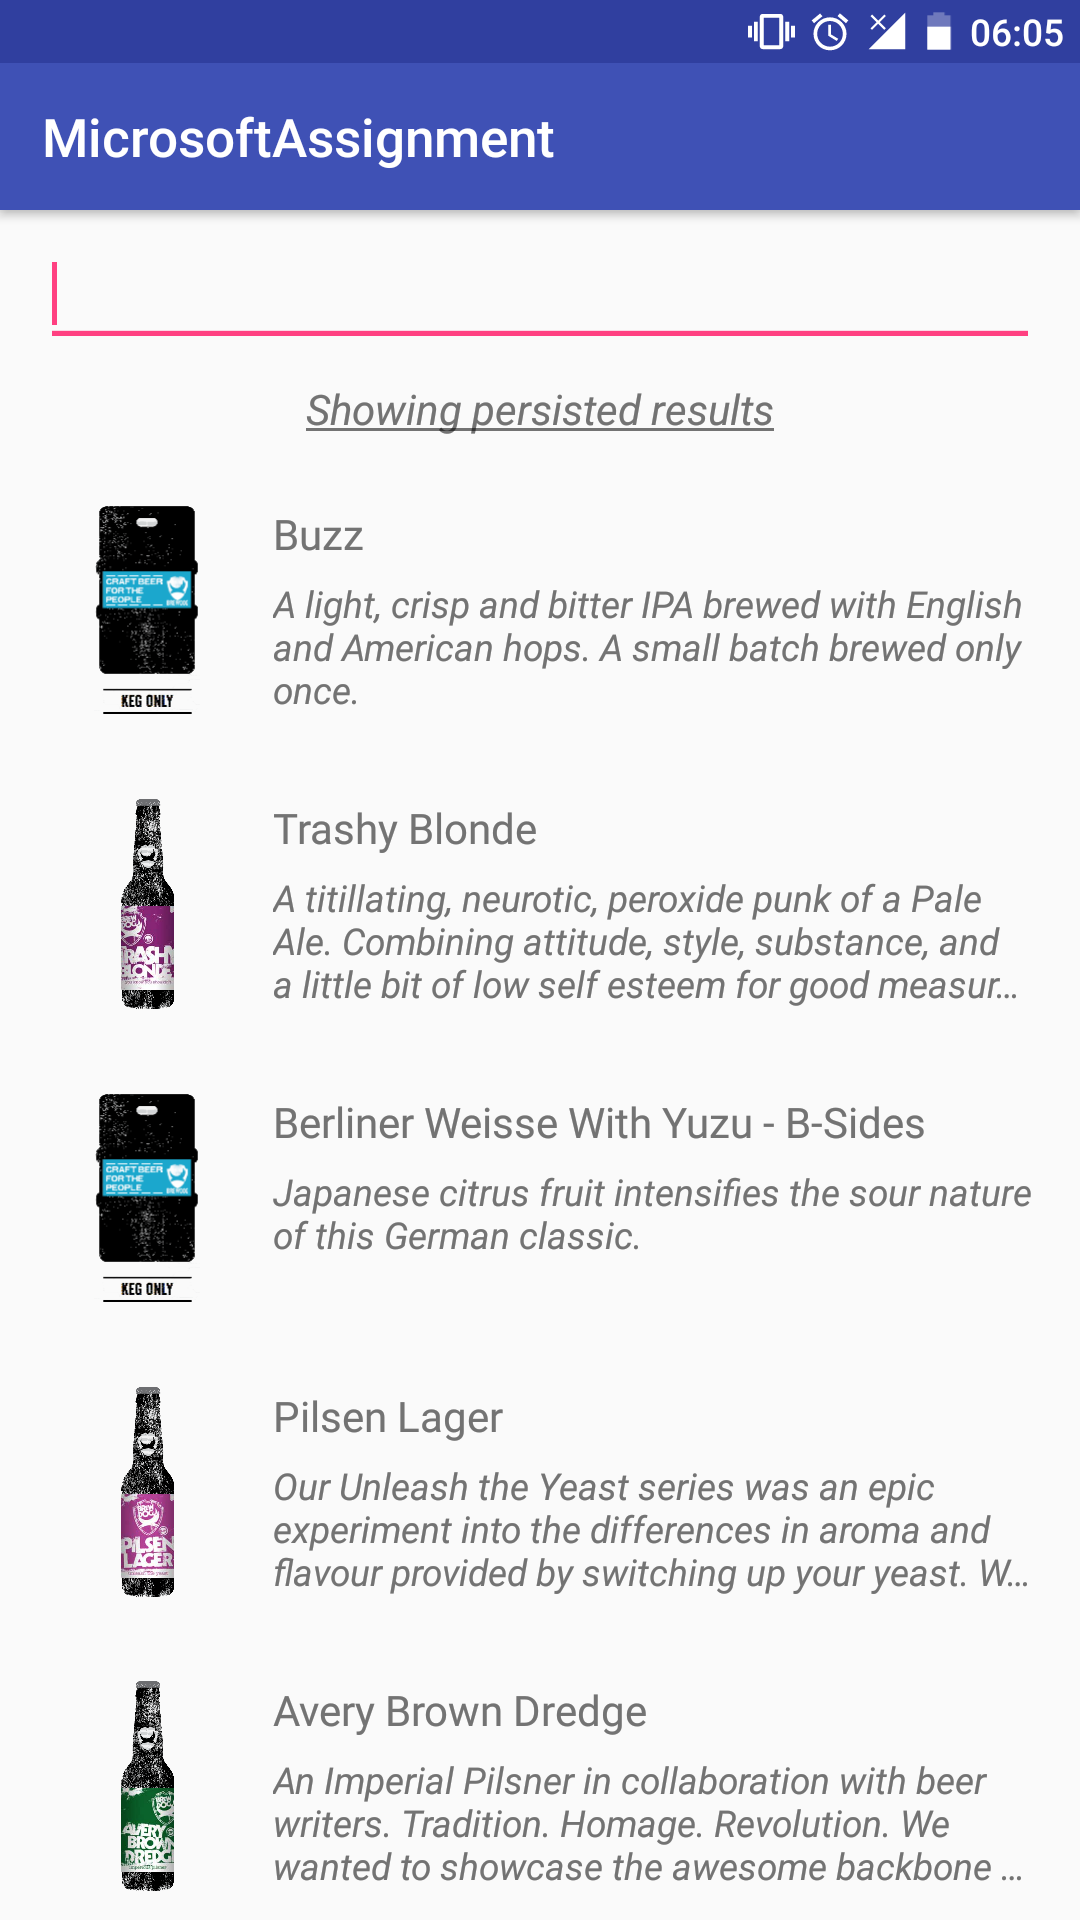 06:05
MicrosoftAssignment
Showing persisted results
Buzz
A light, crisp and bitter IPA brewed with English
and American hops. A small batch brewed only
once.
CRAFT BEER
FOR THE
PEOPLE
KEG ONLY
Trashy Blonde
A titillating, neurotic, peroxide punk of a Pale
Ale. Combining attitude, style, substance, and
a little bit of low self esteem for good measur...
Berliner Weisse With Yuzu - B-Sides
Japanese citrus fruit intensifies the sour nature
of this German classic.
CRAFT BEER
FOR THE
PEOPLE
KEG ONLY
Pilsen Lager
Our Unleash the Yeast series was an epic
experiment into the differences in aroma and
flavour provided by switching up your yeast. W...
PILSEN
LAGER
Avery Brown Dredge
An Imperial Pilsner in collaboration with beer
writers. Tradition. Homage. Revolution. We
wanted to showcase the awesome backbone ...
AVERY
BROWN
DREDGE